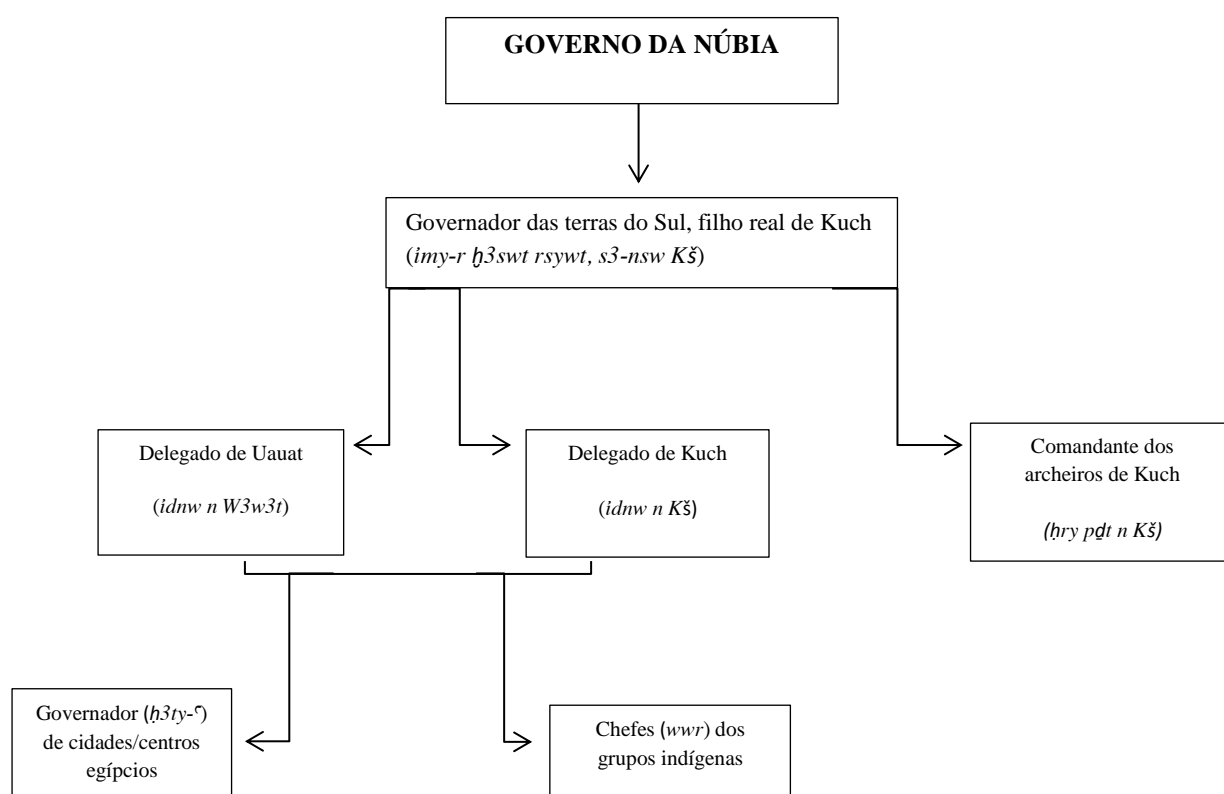 GOVERNO DA NÚBIA
Governador das terras do Sul, filho real de Kuch
(i҆my-r ḫ3swt rsywt, s3-nsw Kš)
Delegado de Uauat
(idnw n W3w3t)
Delegado de Kuch
(idnw n Kš)
Comandante dos
archeiros de Kuch
(ḥry pḏt n Kš)
Governador (ḥ3ty-ꜥ)
de cidades/centros
egípcios
Chefes (wwr) dos
grupos indígenas